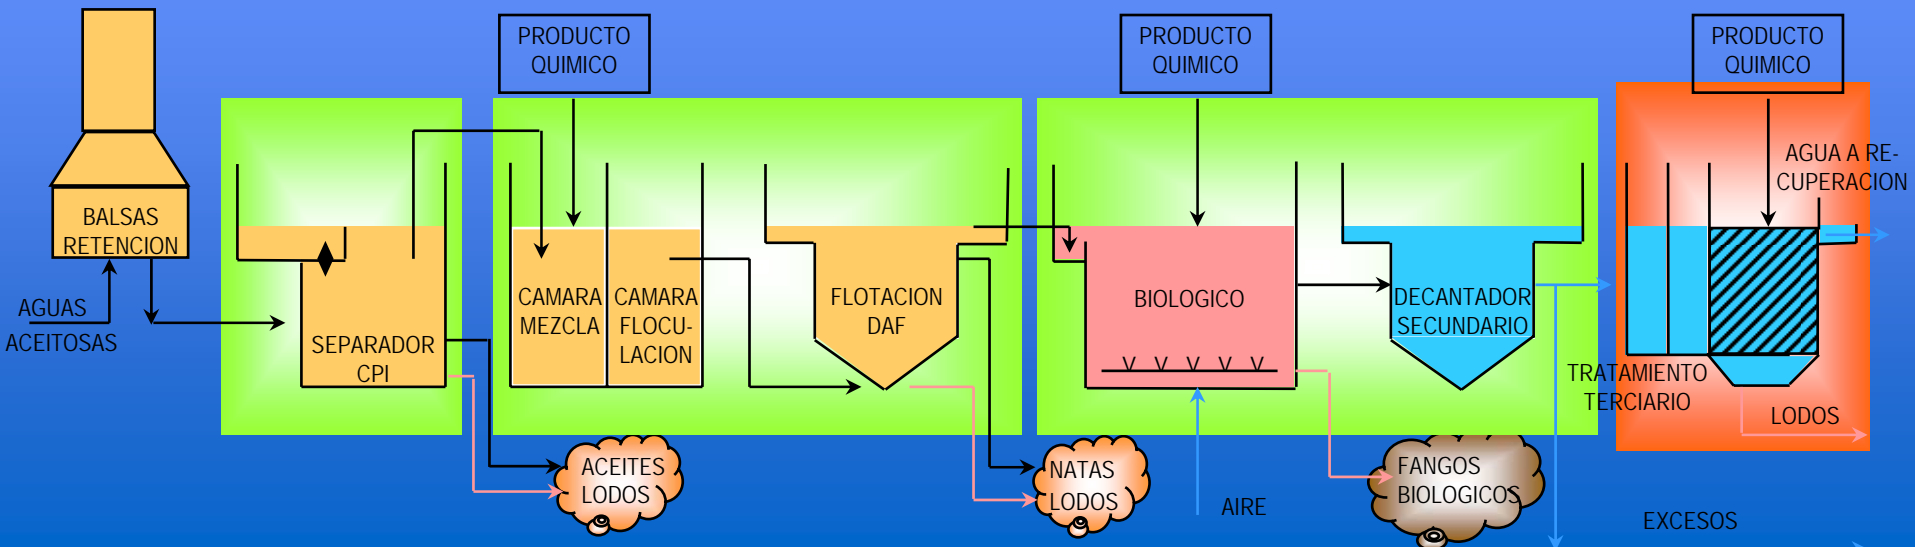 PRODUCTO
QUIMICO
PRODUCTO
QUIMICO
PRODUCTO
QUIMICO
AGUA A RE-
CUPERACION
BALSAS
RETENCION
AGUAS
ACEITOSAS
SEPARADOR
CPI
CAMARA
MEZCLA
CAMARA
FLOCU-
LACION
FLOTACION
DAF
BIOLOGICO
DECANTADOR
SECUNDARIO
TRATAMIENTO
TERCIARIO
LODOS
ACEITES
LODOS
NATAS
LODOS
AIRE
FANGOS
BIOLOGICOS
EXCESOS